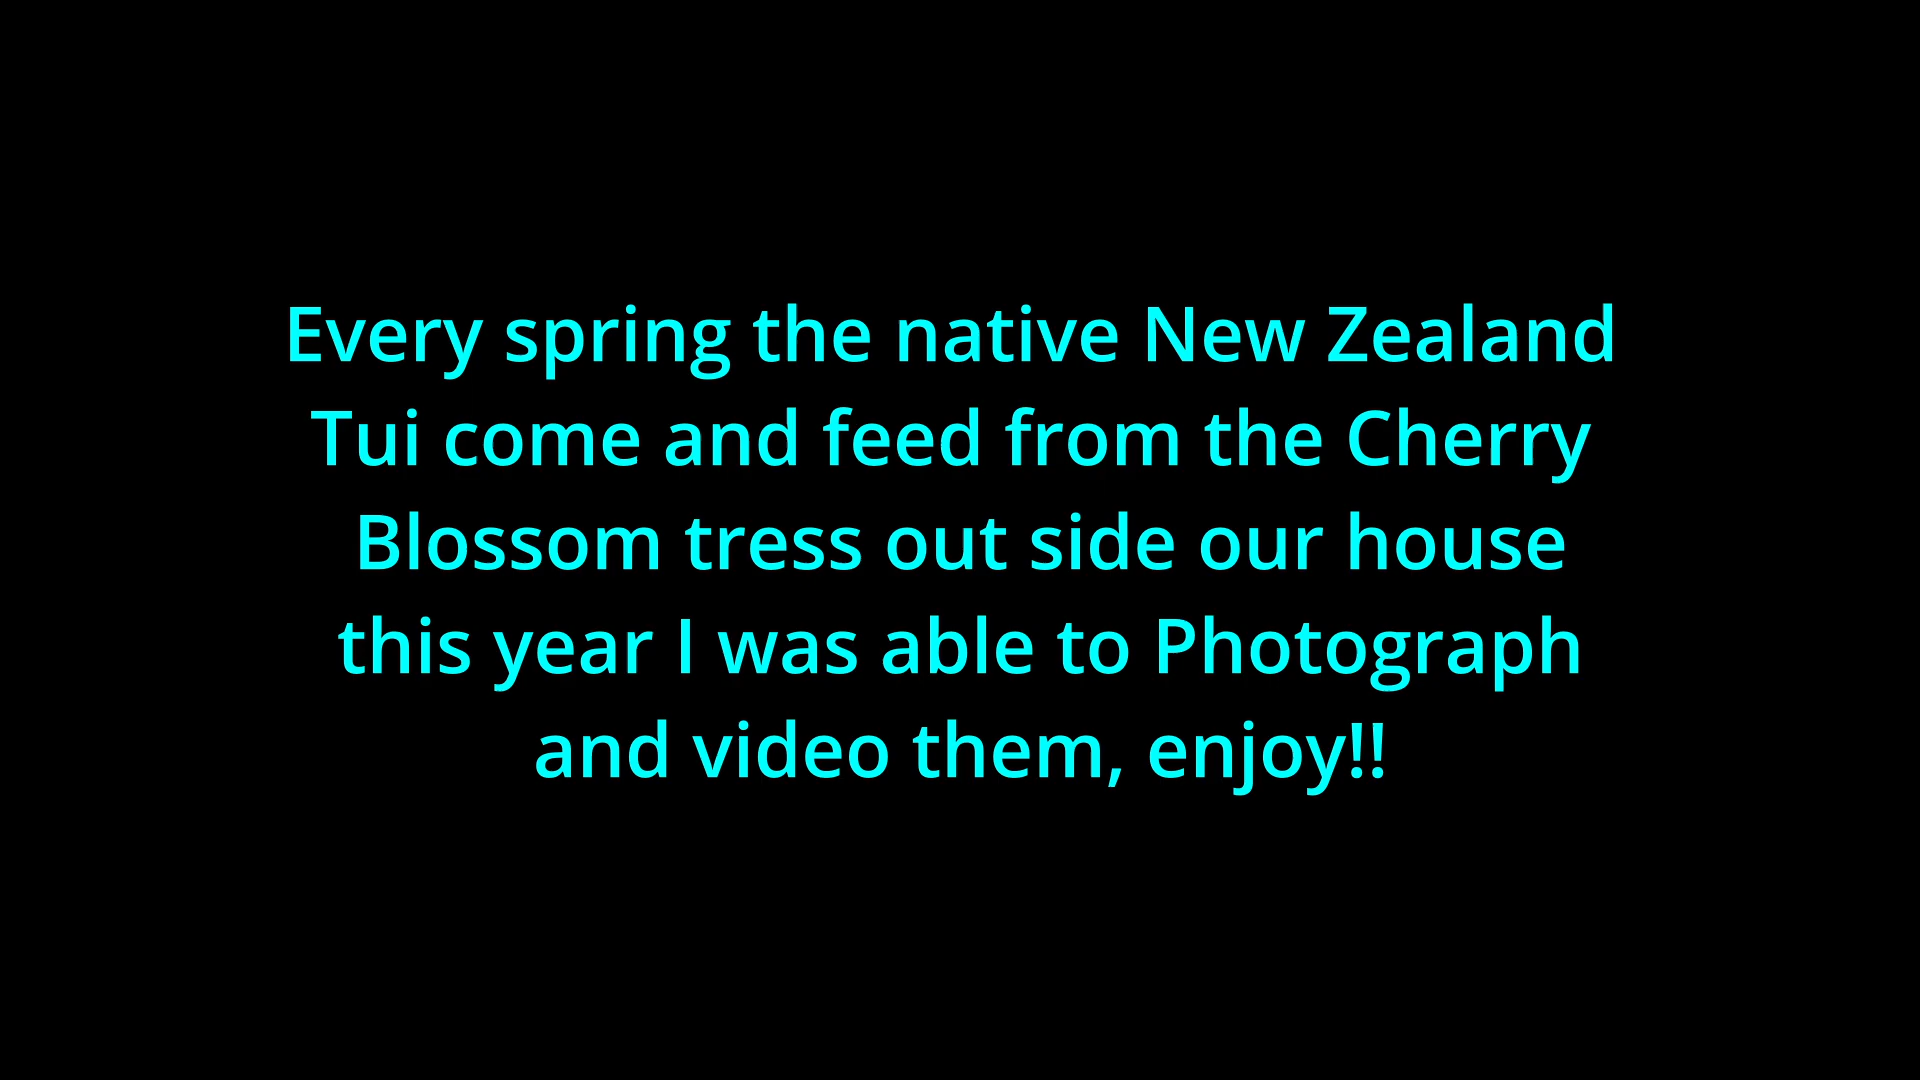 Every spring the native New Zealand
Tui come and feed from the Cherry
Blossom tress out side our house
this year I was able to Photograph
and video them, enjoy!!